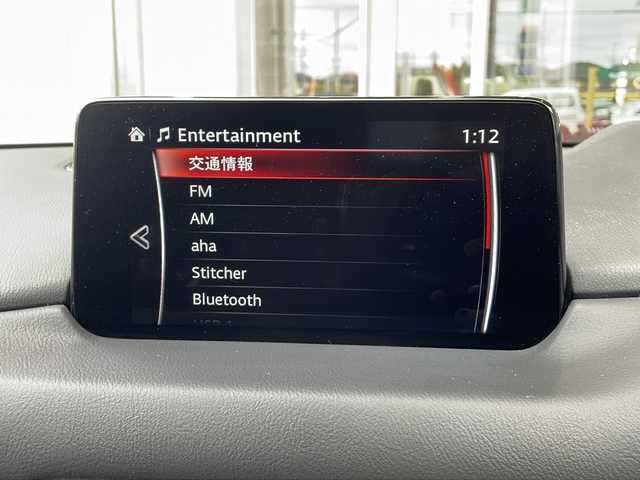 Entertainment 1:12
交通情報
FM
AM
aha
Stitcher
Bluetooth